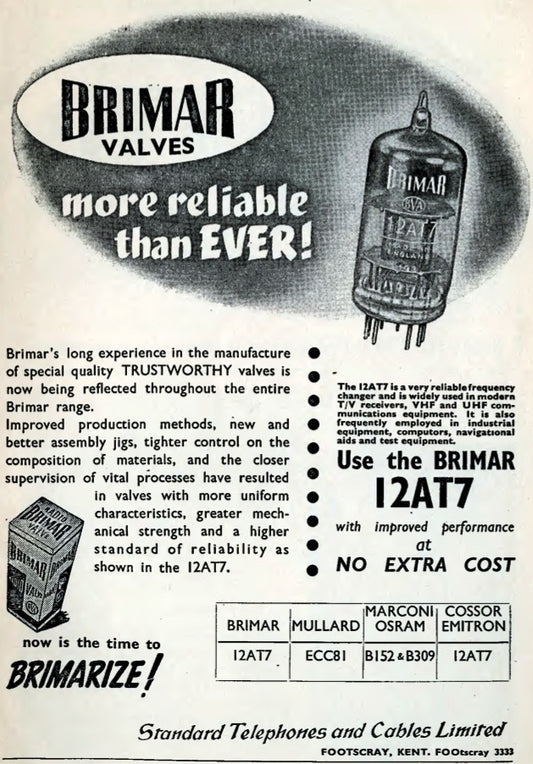 BRIMAR
VALVES
more reliable
than EVER!
BRIMAR
BVA
12AT7
ENGLAND
Brimar's long experience in the manufacture
of special quality TRUSTWORTHY valves is
now being reflected throughout the entire
Brimar range.
Improved production methods, new and
better assembly jigs, tighter control on the
composition of materials, and the closer
supervision of vital processes have resulted
in valves with more uniform
characteristics, greater mech-
anical strength and a higher
standard of reliability as
shown in the 12AT7.
RADIO
BRIMAR
VALVE
BRIMAR
now is the time to
BRIMARIZE!
The 12AT7 is a very reliable frequency
changer and is widely used in modern
T/V receivers, VHF and UHF com-
munications equipment. It is also
frequently employed in industrial
equipment, computors, navigational
aids and test equipment.
Use the BRIMAR
12AT7
with improved performance
at
NO EXTRA COST
BRIMAR MULLARD MARCONI OSRAM COSSOR EMITRON
12AT7 ECC81 B152 & B309 12AT7
Standard Telephones and Cables Limited
FOOTSCRAY, KENT. FOOtscray 3333